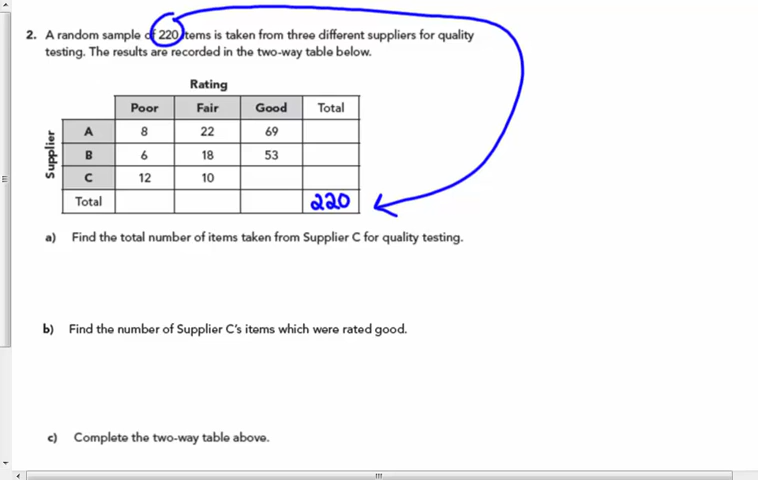 2. A random sample of 220 items is taken from three different suppliers for quality
testing. The results are recorded in the two-way table below.
Rating
Poor Fair Good Total
Supplier
A 8 22 69
B 6 18 53
C 12 10
Total 220
a) Find the total number of items taken from Supplier C for quality testing.
b) Find the number of Supplier C's items which were rated good.
c) Complete the two-way table above.